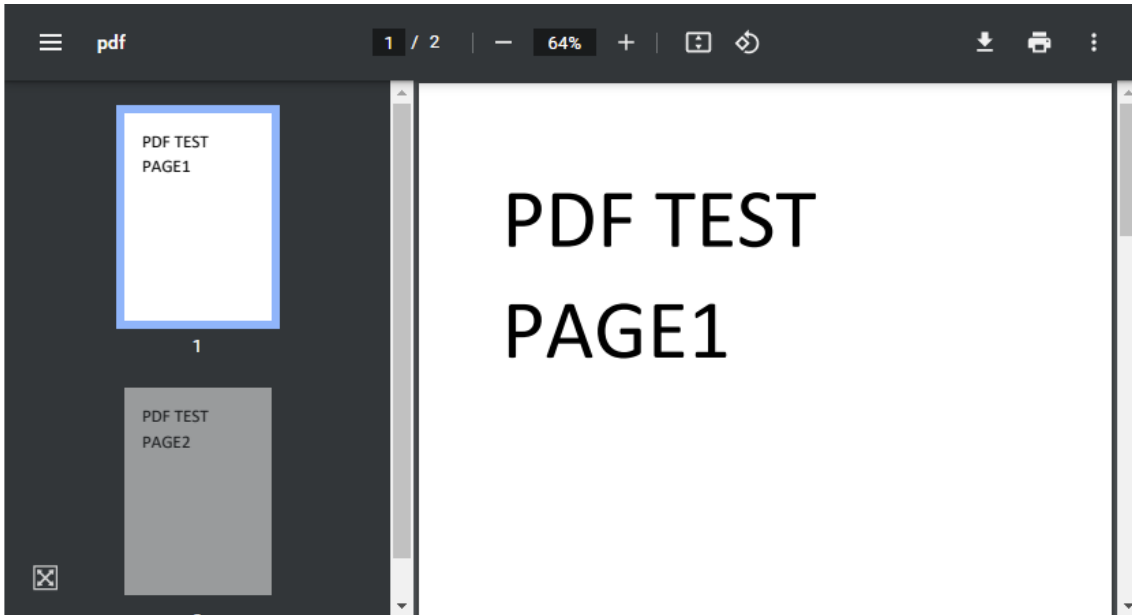 pdf
1 / 2
64%
PDF TEST
PAGE1
1
PDF TEST
PAGE2
PDF TEST
PAGE1